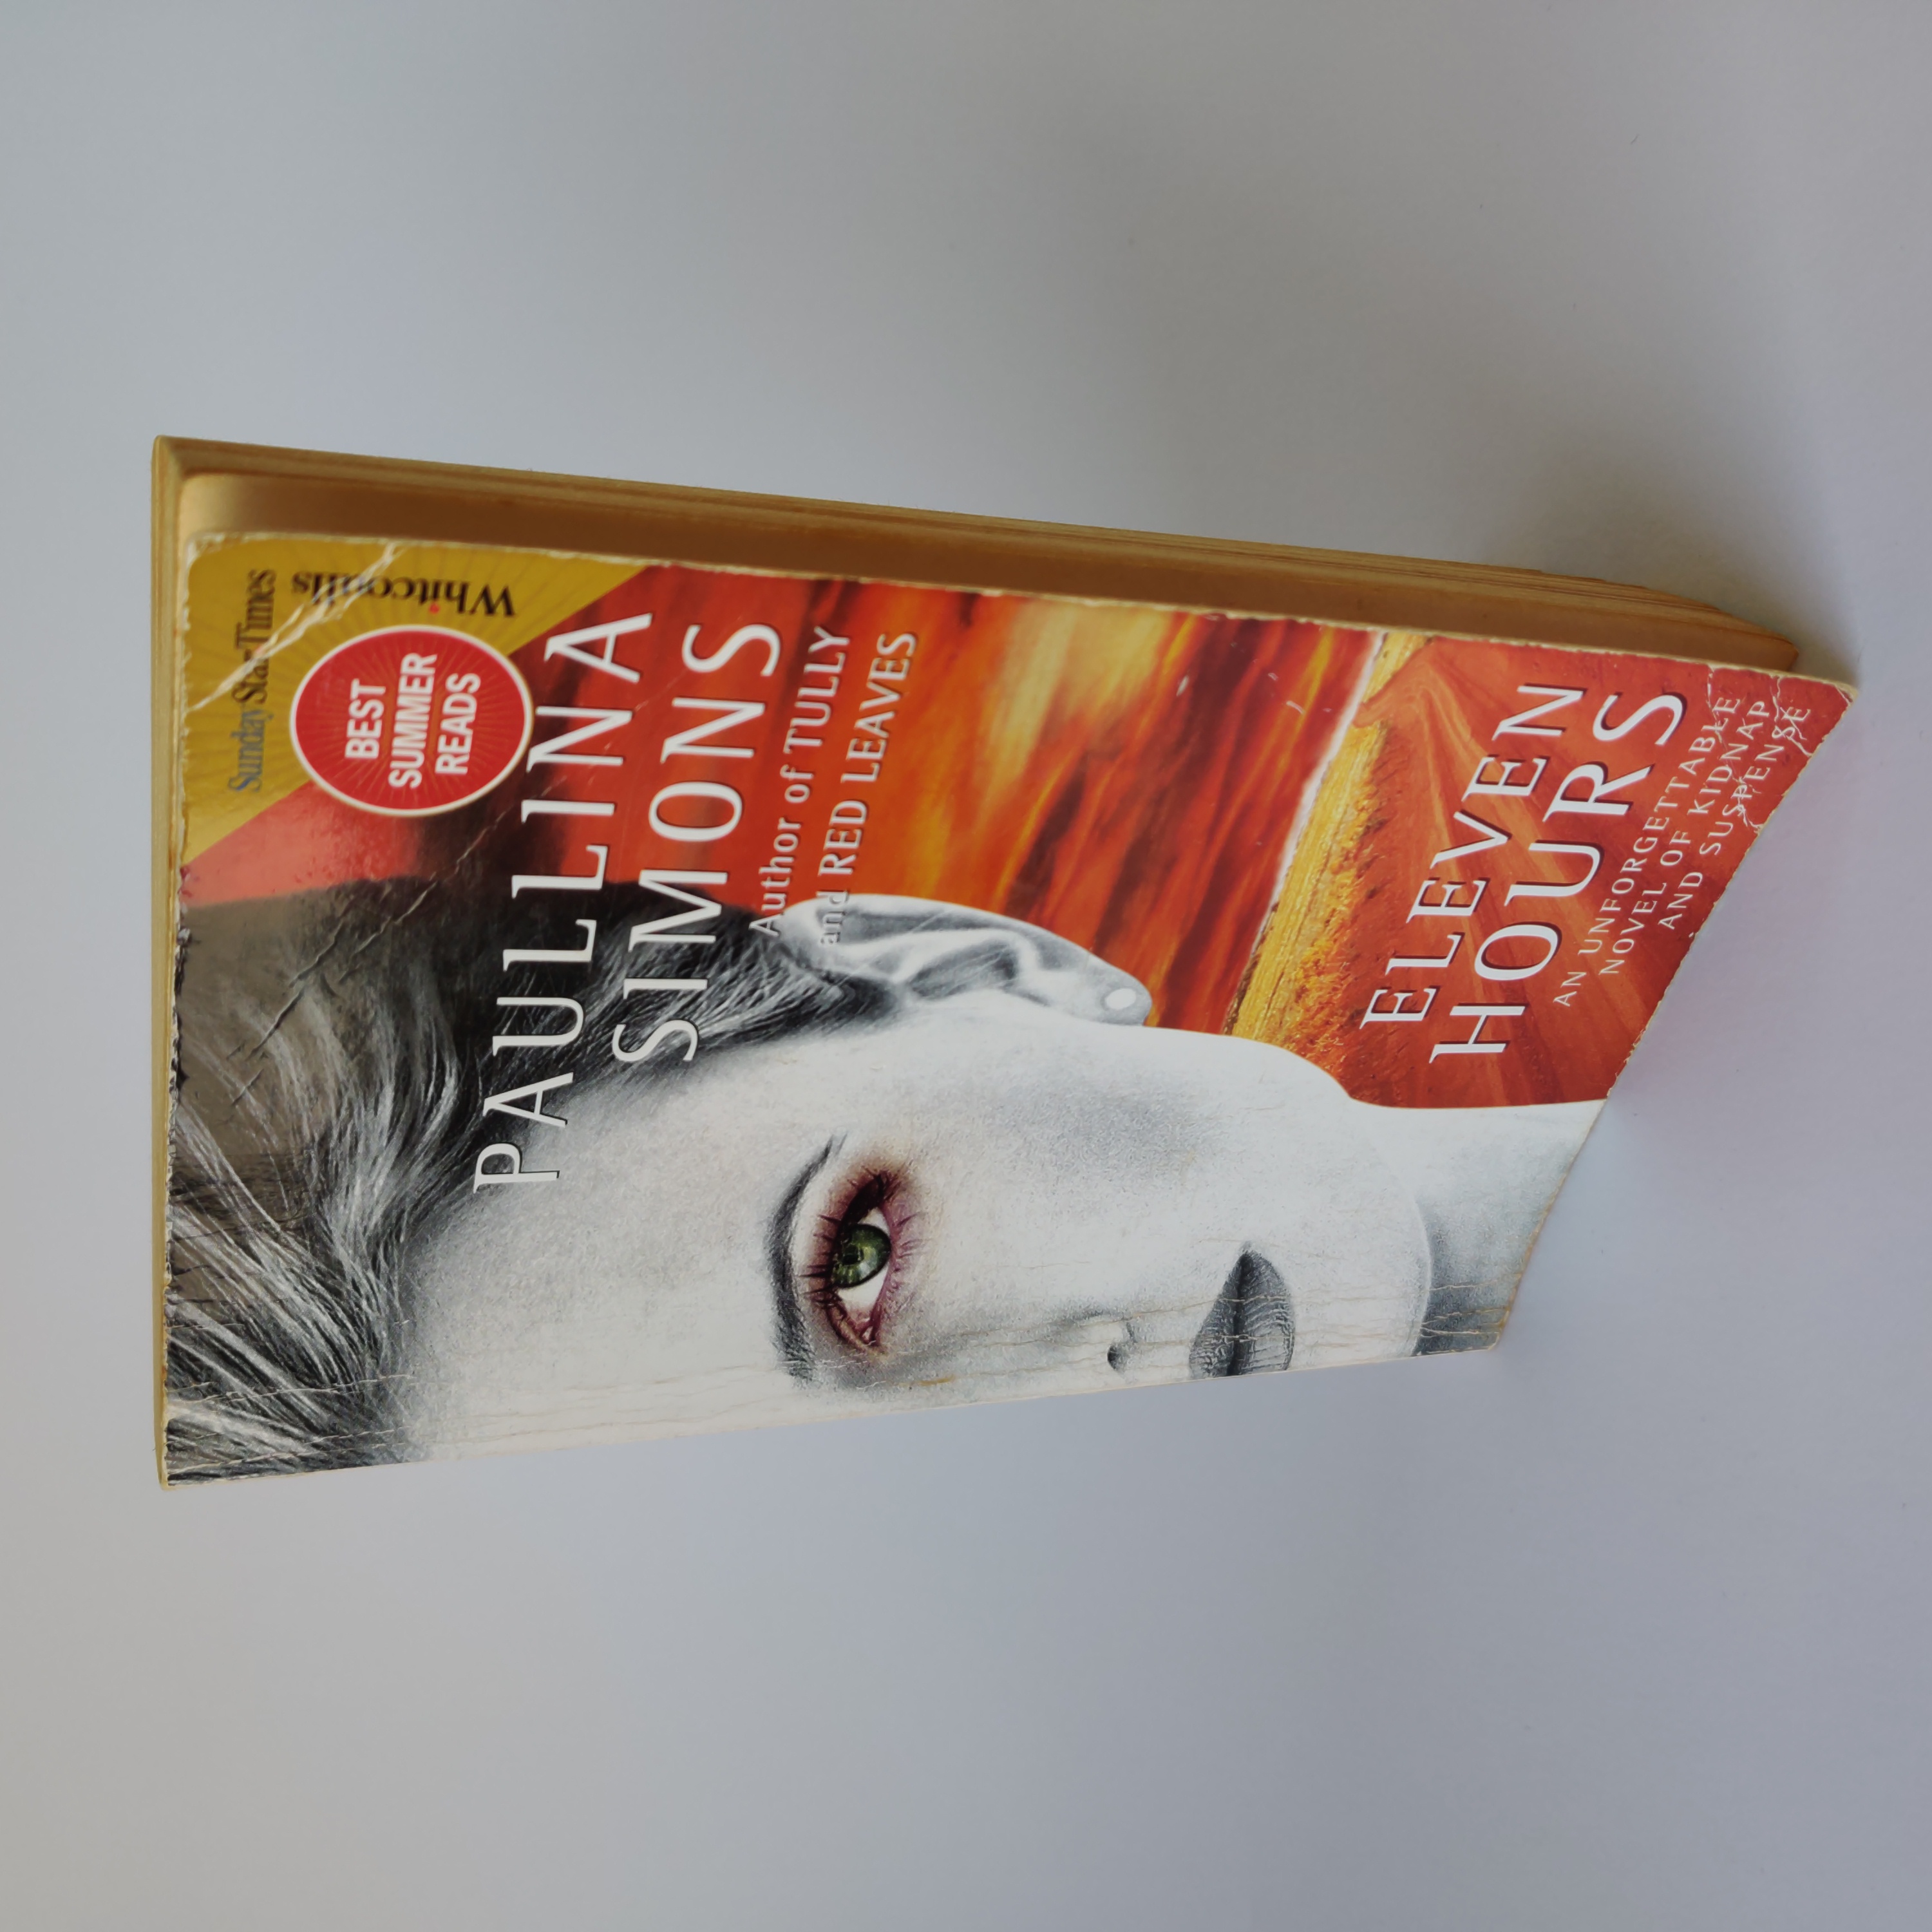 Sunday Star Times
Whitcoulls
BEST
SUMMER
READS
PAULLINA
SIMONS
Author of TULLY
and RED LEAVES
ELEVEN
HOURS
AN UNFORGETTABLE
NOVEL OF KIDNAP
AND SUSPENSE